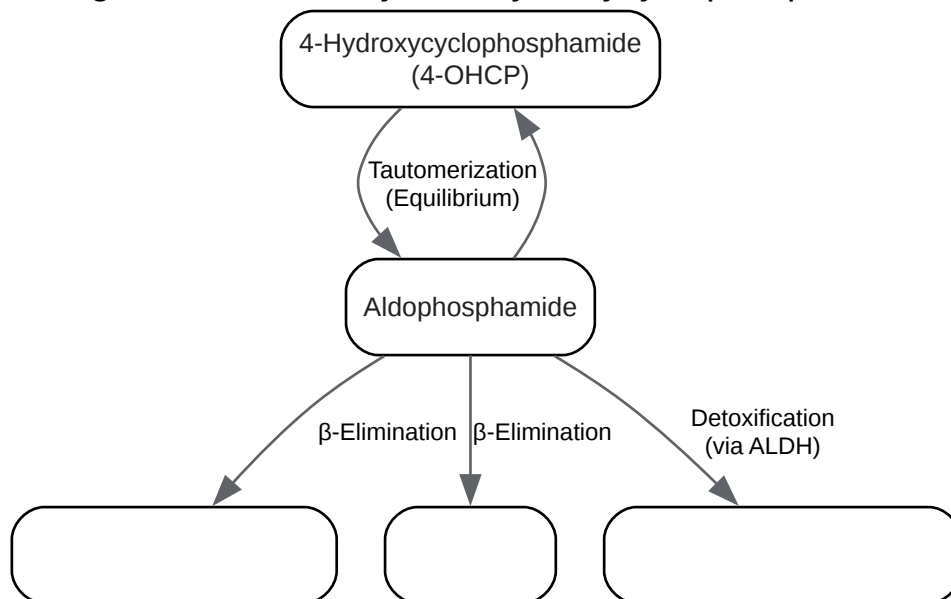 4-Hydroxycyclophosphamide
(4-OHCP)
Tautomerization
(Equilibrium)
Aldophosphamide
β-Elimination
β-Elimination
Detoxification
(via ALDH)